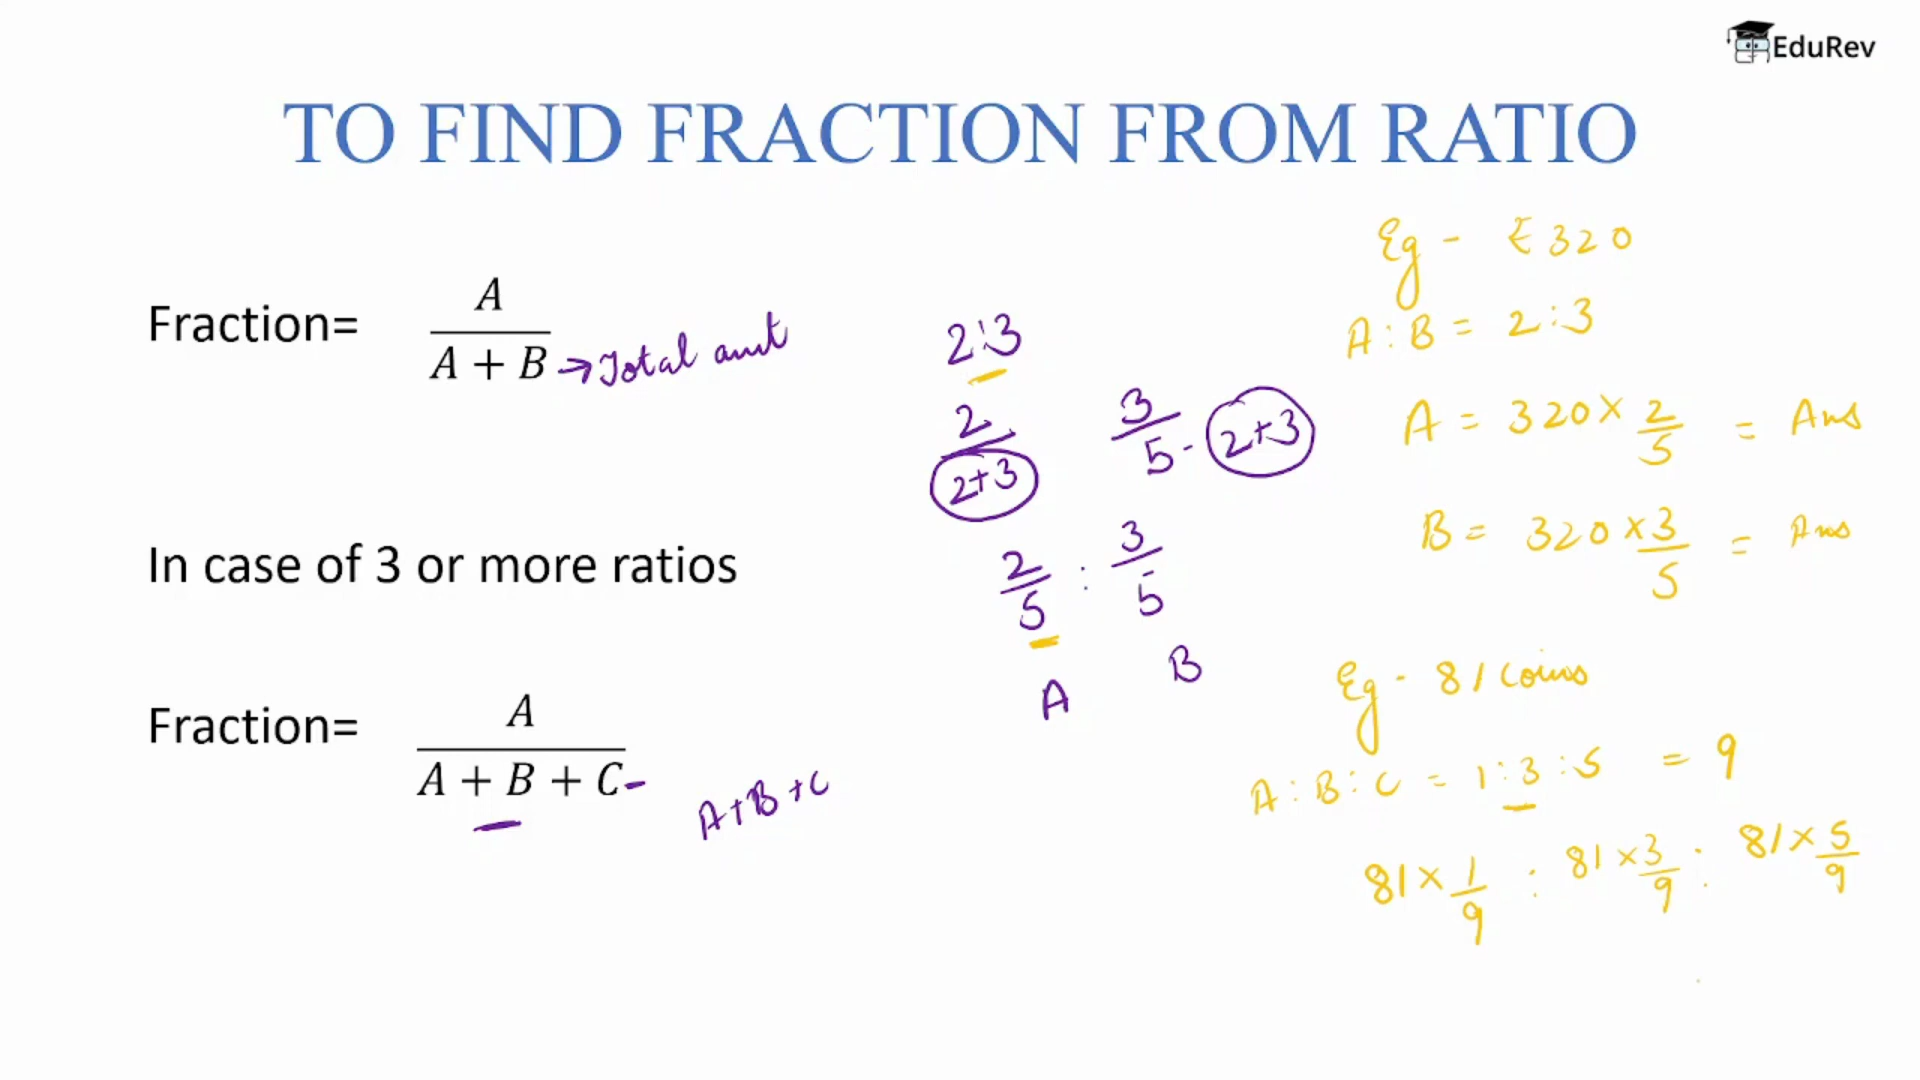 EduRev
TO FIND FRACTION FROM RATIO
Fraction=
A
A + B → Total amt
In case of 3 or more ratios
Fraction=
A
A + B + C -
A+B+C
2:3
2/(2+3) 3/5 - (2+3)
2/5 : 3/5
A B
Eg - ₹320
A : B = 2 : 3
A = 320 × 2/5 = Ans
B = 320 × 3/5 = Ans
Eg - 81 Coins
A : B : C = 1 : 3 : 5 = 9
81 × 1/9 : 81 × 3/9 : 81 × 5/9